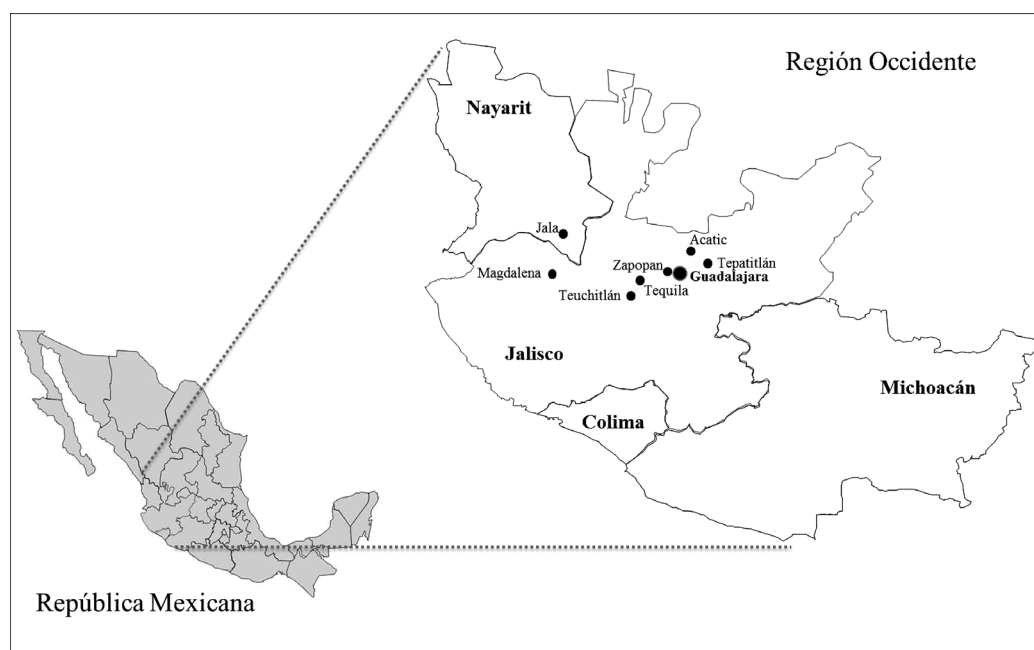 Región Occidente
Nayarit
Jala
Acatic
Magdalena
Zapopan
Tepatitlán
Guadalajara
Teuchitlán
Tequila
Jalisco
Michoacán
Colima
República Mexicana